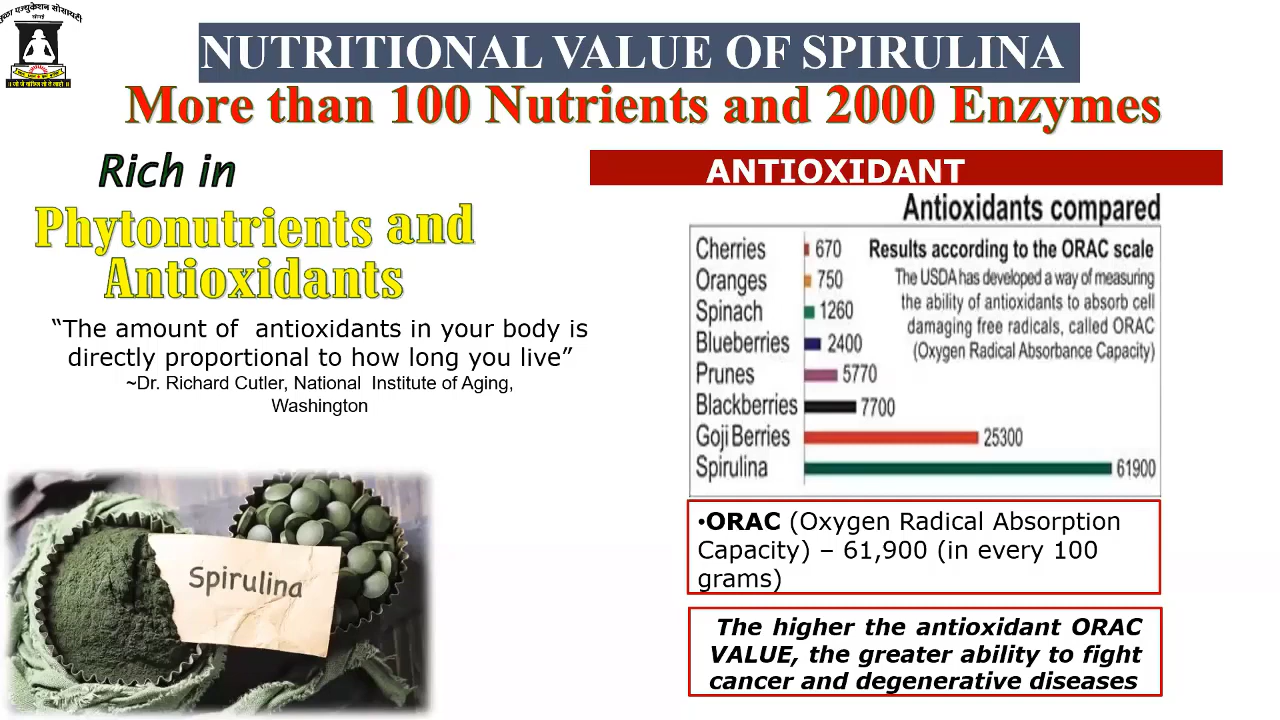 NUTRITIONAL VALUE OF SPIRULINA
More than 100 Nutrients and 2000 Enzymes
Rich in
Phytonutrients and
Antioxidants
“The amount of antioxidants in your body is
directly proportional to how long you live”
~Dr. Richard Cutler, National Institute of Aging,
Washington
Spirulina
ANTIOXIDANT
Antioxidants compared
Results according to the ORAC scale
The USDA has developed a way of measuring
the ability of antioxidants to absorb cell
damaging free radicals, called ORAC
(Oxygen Radical Absorbance Capacity)
Cherries 670
Oranges 750
Spinach 1260
Blueberries 2400
Prunes 5770
Blackberries 7700
Goji Berries 25300
Spirulina 61900
•ORAC (Oxygen Radical Absorption
Capacity) – 61,900 (in every 100
grams)
The higher the antioxidant ORAC
VALUE, the greater ability to fight
cancer and degenerative diseases